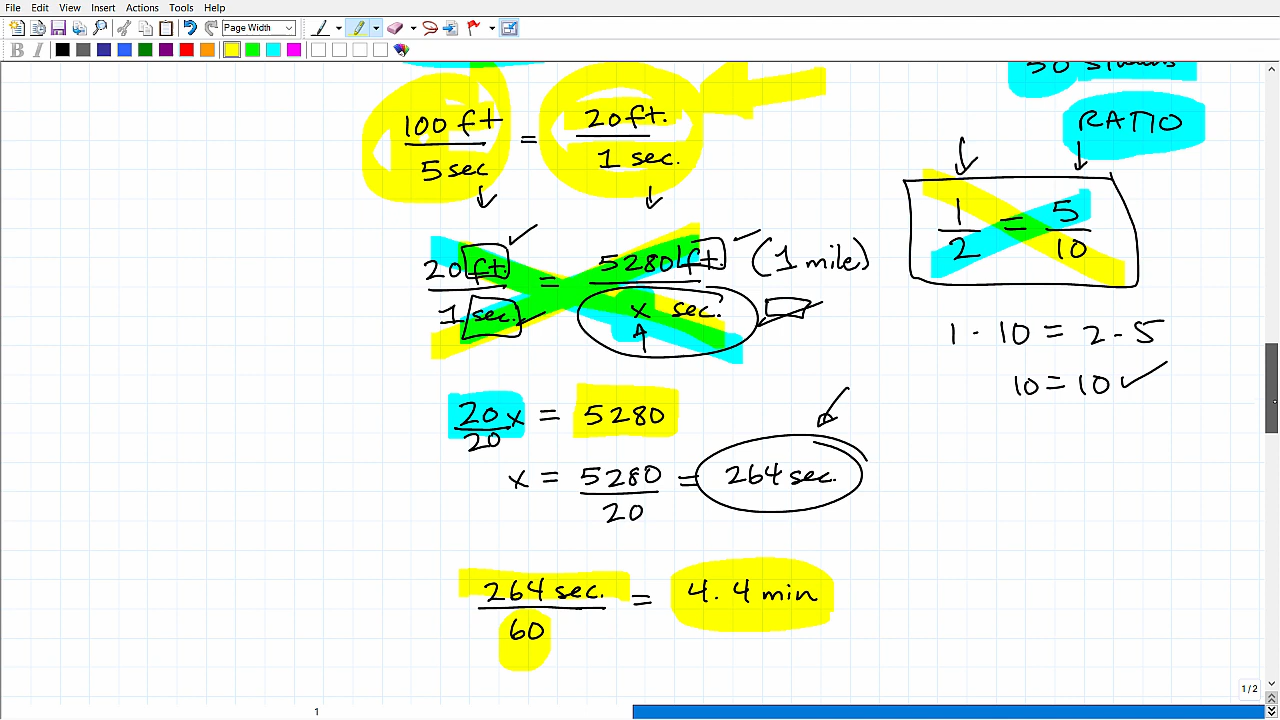 File Edit View Insert Actions Tools Help
Page Width
B I
50
RATIO
100 ft / 5 sec = 20 ft. / 1 sec.
20 ft. / 1 sec. = 5280 ft. / x sec. (1 mile)
1/2 = 5/10
1 · 10 = 2 · 5
10 = 10 ✓
20x / 20 = 5280
x = 5280 / 20 = 264 sec.
264 sec. / 60 = 4.4 min
1/2
1